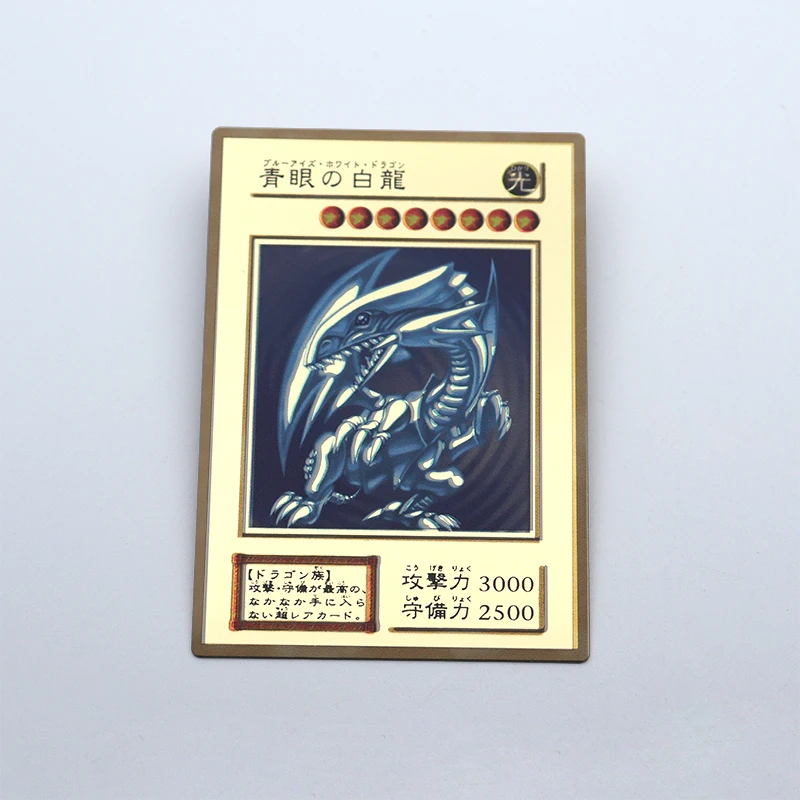 ブルーアイズ・ホワイト・ドラゴン
青眼の白龍
ひかり
光
【ドラゴン族】
攻撃・守備が最高の、
なかなか手に入ら
ない超レアカード。
こうげきりょく
攻撃力 3000
しゅびりょく
守備力 2500